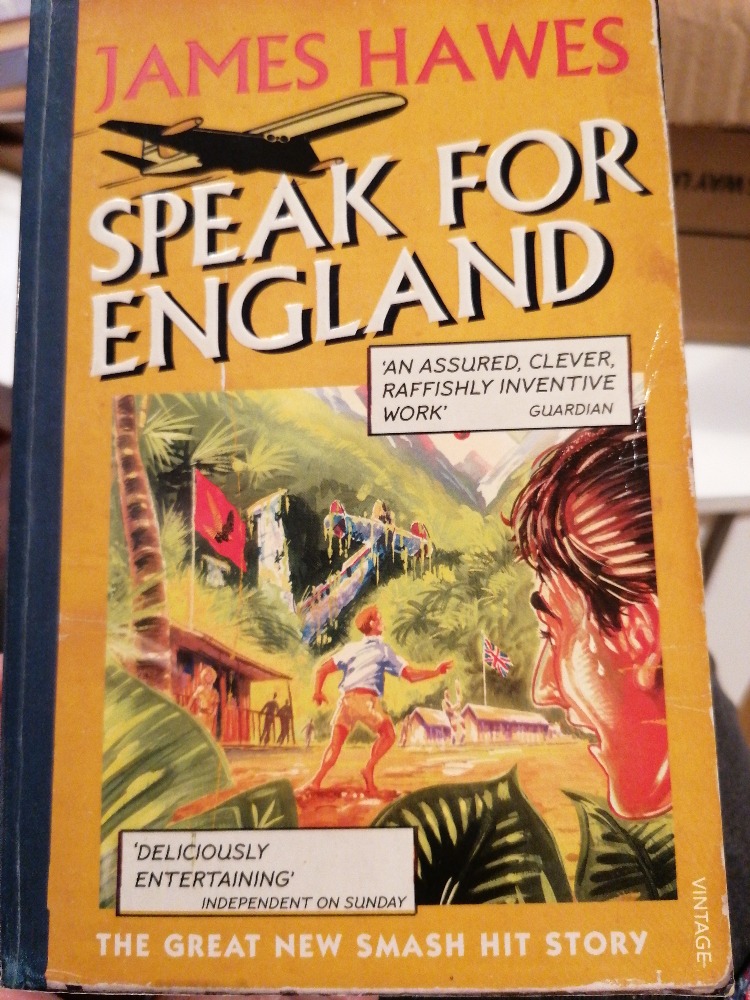 JAMES HAWES
SPEAK FOR
ENGLAND
'AN ASSURED, CLEVER,
RAFFISHLY INVENTIVE
WORK' GUARDIAN
'DELICIOUSLY
ENTERTAINING'
INDEPENDENT ON SUNDAY
THE GREAT NEW SMASH HIT STORY
VINTAGE